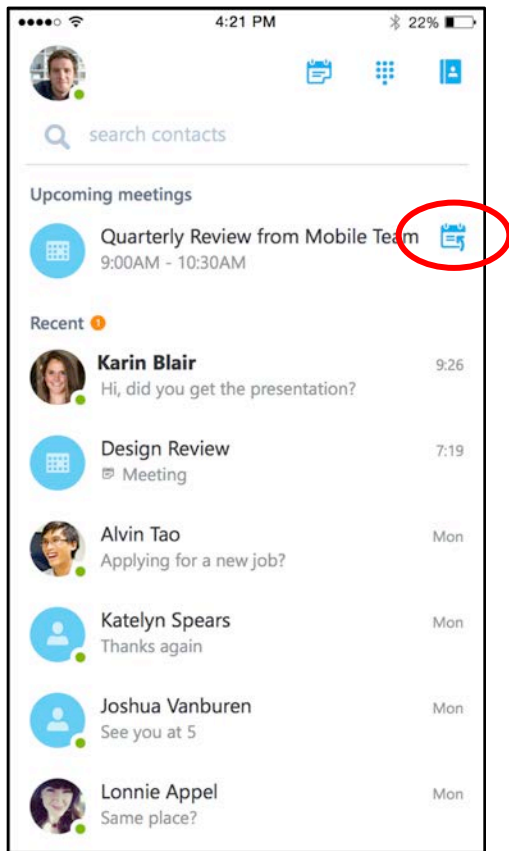 4:21 PM
22%
search contacts
Upcoming meetings
Quarterly Review from Mobile Team
9:00AM - 10:30AM
Recent 1
Karin Blair 9:26
Hi, did you get the presentation?
Design Review 7:19
Meeting
Alvin Tao Mon
Applying for a new job?
Katelyn Spears Mon
Thanks again
Joshua Vanburen Mon
See you at 5
Lonnie Appel Mon
Same place?